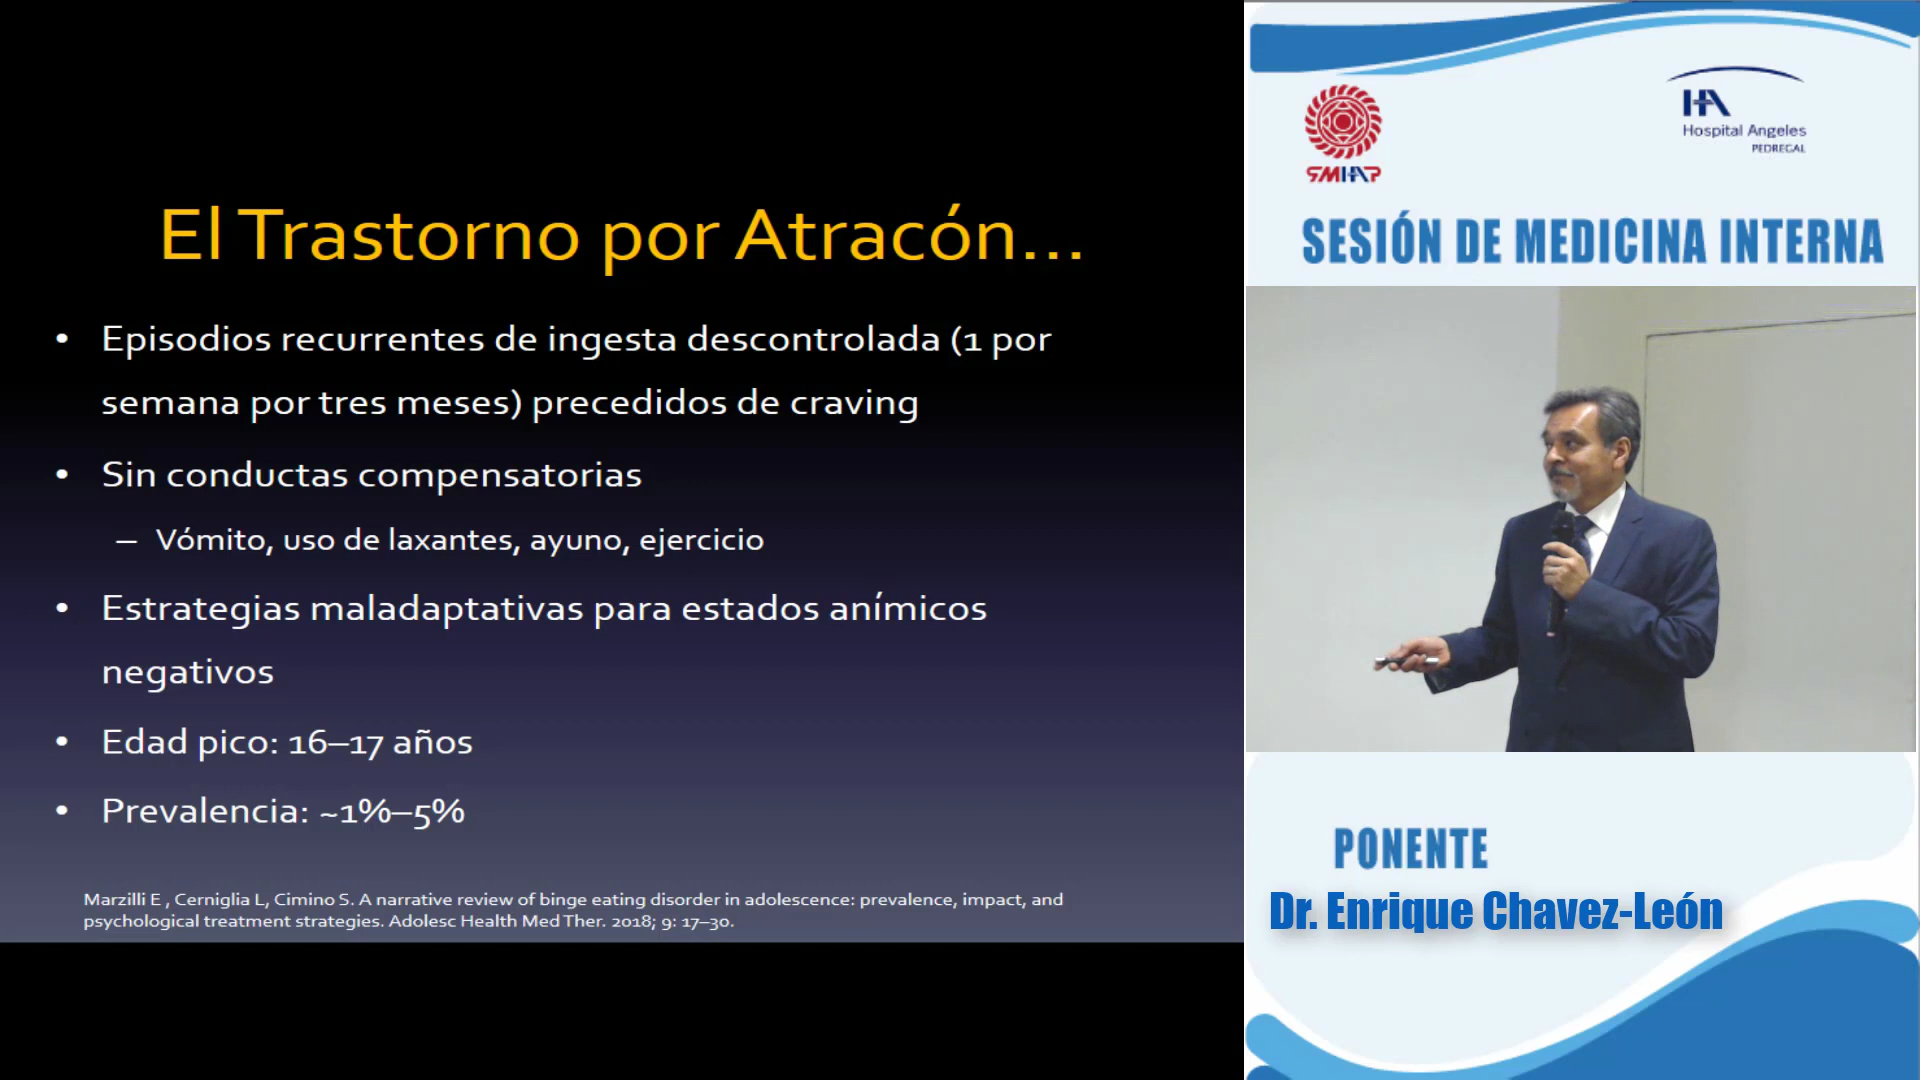 El Trastorno por Atracón...
• Episodios recurrentes de ingesta descontrolada (1 por
semana por tres meses) precedidos de craving
• Sin conductas compensatorias
– Vómito, uso de laxantes, ayuno, ejercicio
• Estrategias maladaptativas para estados anímicos
negativos
• Edad pico: 16–17 años
• Prevalencia: ~1%–5%
Marzilli E , Cerniglia L, Cimino S. A narrative review of binge eating disorder in adolescence: prevalence, impact, and
psychological treatment strategies. Adolesc Health Med Ther. 2018; 9: 17–30.
SMHAP
HA
Hospital Angeles
PEDREGAL
SESIÓN DE MEDICINA INTERNA
PONENTE
Dr. Enrique Chavez-León